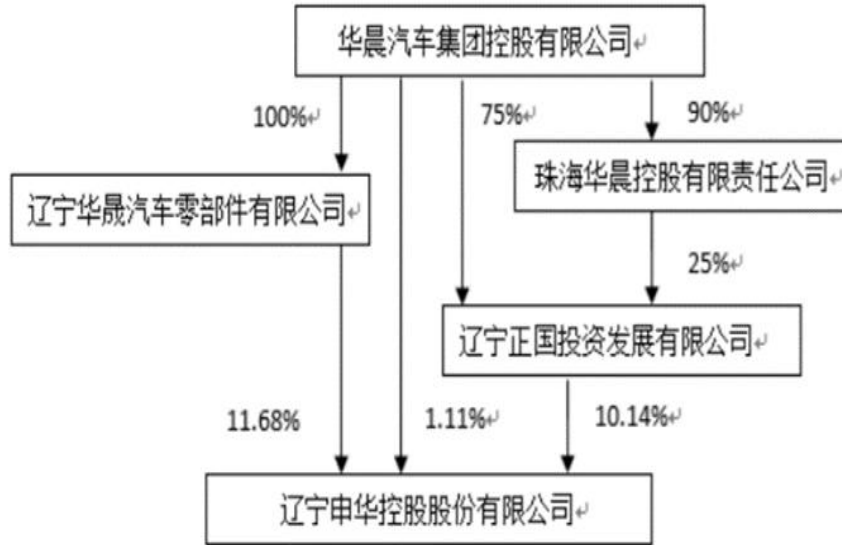 华晨汽车集团控股有限公司
100%
75%
90%
珠海华晨控股有限责任公司
辽宁华晟汽车零部件有限公司
25%
辽宁正国投资发展有限公司
11.68%
1.11%
10.14%
辽宁申华控股股份有限公司